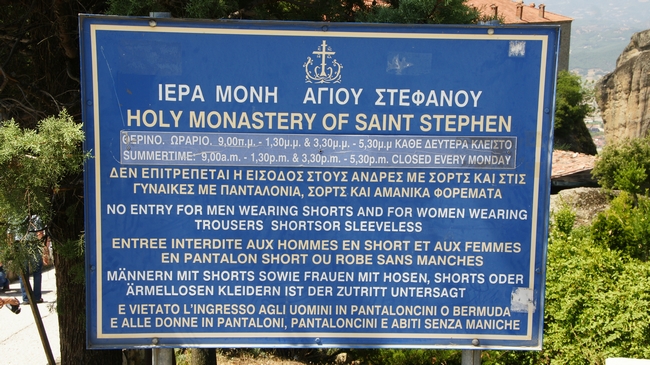 ΙΕΡΑ ΜΟΝΗ ΑΓΙΟΥ ΣΤΕΦΑΝΟΥ
HOLY MONASTERY OF SAINT STEPHEN
ΘΕΡΙΝΟ. ΩΡΑΡΙΟ. 9,00π.μ. - 1,30μ.μ. & 3,30μ.μ. - 5,30μ.μ ΚΑΘΕ ΔΕΥΤΕΡΑ ΚΛΕΙΣΤΟ
SUMMERTIME: 9,00a.m. - 1,30p.m. & 3,30p.m. - 5,30p.m. CLOSED EVERY MONDAY
ΔΕΝ ΕΠΙΤΡΕΠΕΤΑΙ Η ΕΙΣΟΔΟΣ ΣΤΟΥΣ ΑΝΔΡΕΣ ΜΕ ΣΟΡΤΣ ΚΑΙ ΣΤΙΣ
ΓΥΝΑΙΚΕΣ ΜΕ ΠΑΝΤΑΛΟΝΙΑ, ΣΟΡΤΣ ΚΑΙ ΑΜΑΝΙΚΑ ΦΟΡΕΜΑΤΑ
NO ENTRY FOR MEN WEARING SHORTS AND FOR WOMEN WEARING
TROUSERS SHORTSOR SLEEVELESS
ENTREE INTERDITE AUX HOMMES EN SHORT ET AUX FEMMES
EN PANTALON SHORT OU ROBE SANS MANCHES
MÄNNERN MIT SHORTS SOWIE FRAUEN MIT HOSEN, SHORTS ODER
ÄRMELLOSEN KLEIDERN IST DER ZUTRITT UNTERSAGT
E VIETATO L'INGRESSO AGLI UOMINI IN PANTALONCINI O BERMUDA
E ALLE DONNE IN PANTALONI, PANTALONCINI E ABITI SENZA MANICHE